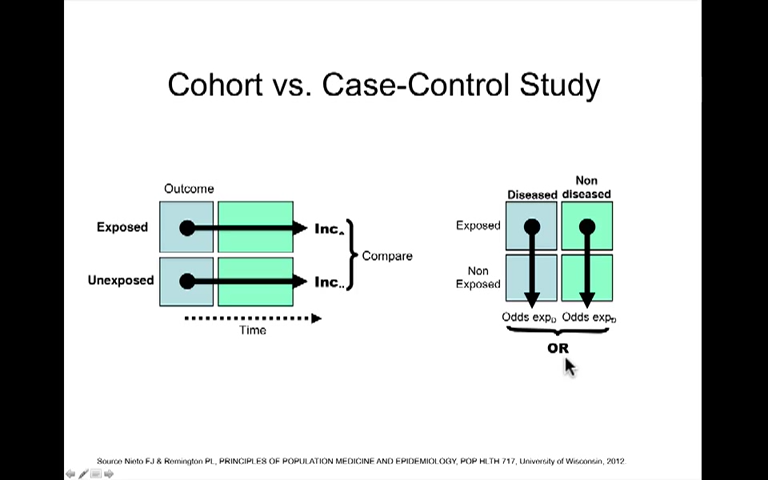 Cohort vs. Case-Control Study
Outcome
Exposed
Inc.
Unexposed
Inc.
Compare
Time
Non
Diseased diseased
Exposed
Non
Exposed
Odds exp Odds exp
OR
Source Nieto FJ & Remington PL, PRINCIPLES OF POPULATION MEDICINE AND EPIDEMIOLOGY, POP HLTH 717, University of Wisconsin, 2012.